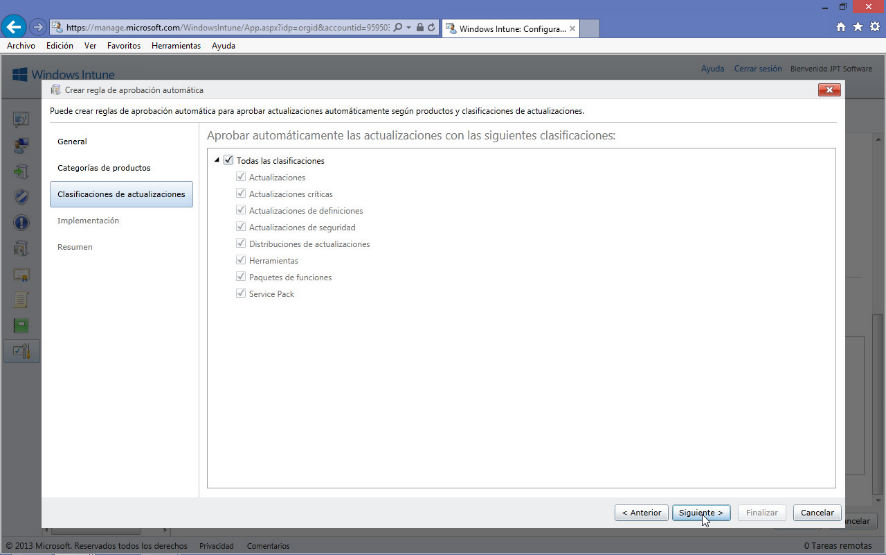 https://manage.microsoft.com/WindowsIntune/App.aspx?idp=orgid&accountid=95950
Windows Intune: Configura...
Archivo Edición Ver Favoritos Herramientas Ayuda
Windows Intune
Ayuda Cerrar sesión Bienvenido JPT Software
Crear regla de aprobación automática
Puede crear reglas de aprobación automática para aprobar actualizaciones automáticamente según productos y clasificaciones de actualizaciones.
General
Categorías de productos
Clasificaciones de actualizaciones
Implementación
Resumen
Aprobar automáticamente las actualizaciones con las siguientes clasificaciones:
Todas las clasificaciones
Actualizaciones
Actualizaciones críticas
Actualizaciones de definiciones
Actualizaciones de seguridad
Distribuciones de actualizaciones
Herramientas
Paquetes de funciones
Service Pack
< Anterior Siguiente > Finalizar Cancelar
ancelar
© 2013 Microsoft. Reservados todos los derechos Privacidad Comentarios 0 Tareas remotas